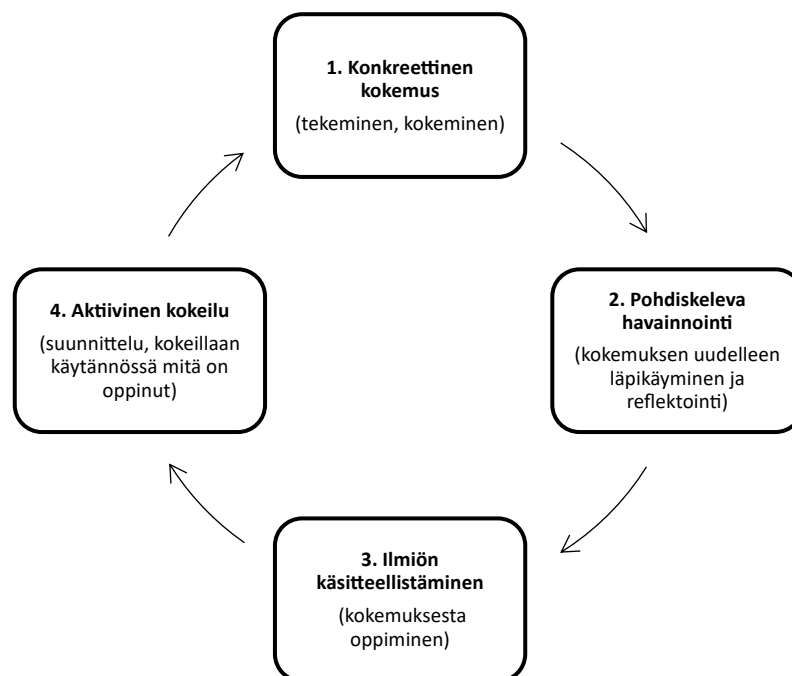 1. Konkreettinen
kokemus
(tekeminen, kokeminen)
2. Pohdiskeleva
havainnointi
(kokemuksen uudelleen
läpikäyminen ja
reflektointi)
3. Ilmiön
käsitteellistäminen
(kokemuksesta
oppiminen)
4. Aktiivinen kokeilu
(suunnittelu, kokeillaan
käytännössä mitä on
oppinut)